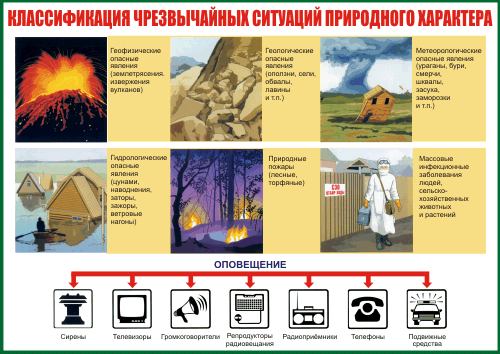 КЛАССИФИКАЦИЯ ЧРЕЗВЫЧАЙНЫХ СИТУАЦИЙ ПРИРОДНОГО ХАРАКТЕРА
Геофизические
опасные
явления
(землетрясения.
извержения
вулканов)
Геологические
опасные
явления
(оползни, сели,
обвалы,
лавины
и т.п.)
Метеорологические
опасные явления
(ураганы, бури,
смерчи,
шквалы,
засуха,
заморозки
и т.п.)
Гидрологические
опасные
явления
(цунами,
наводнения,
заторы,
зажоры,
ветровые
нагоны)
Природные
пожары
(лесные,
торфяные)
Массовые
инфекционные
заболевания
людей,
сельско-
хозяйственных
животных
и растений
ОПОВЕЩЕНИЕ
Сирены
Телевизоры
Громкоговорители
Репродукторы
радиовещания
Радиоприёмники
Телефоны
Подвижные
средства